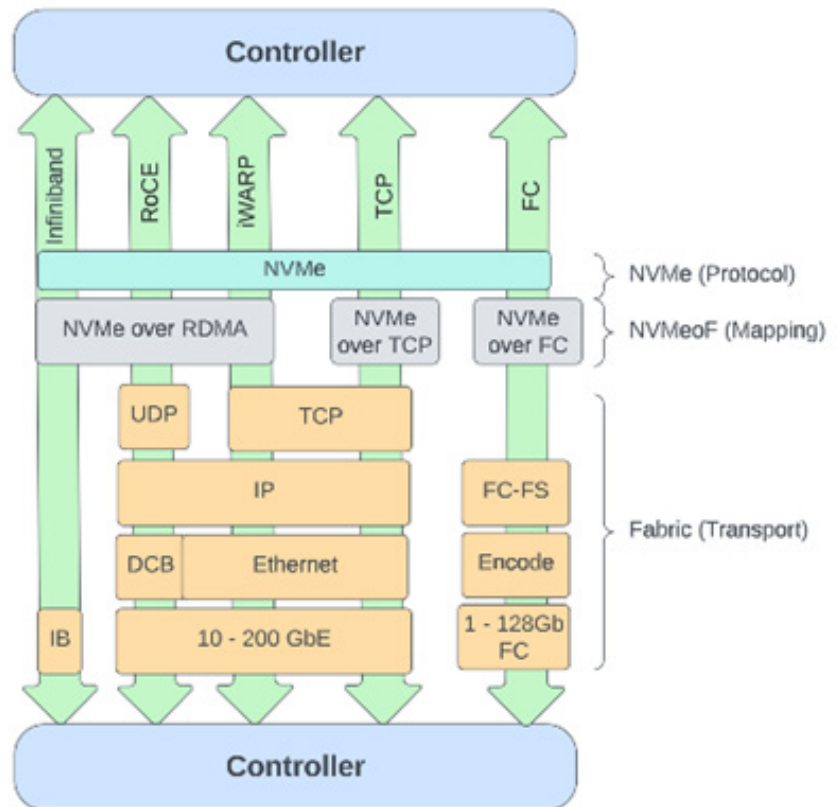 Controller
Infiniband
RoCE
iWARP
TCP
FC
NVMe
NVMe (Protocol)
NVMe over RDMA
NVMe
over TCP
NVMe
over FC
NVMeoF (Mapping)
UDP
TCP
IP
FC-FS
Fabric (Transport)
DCB
Ethernet
Encode
IB
10 - 200 GbE
1 - 128Gb
FC
Controller